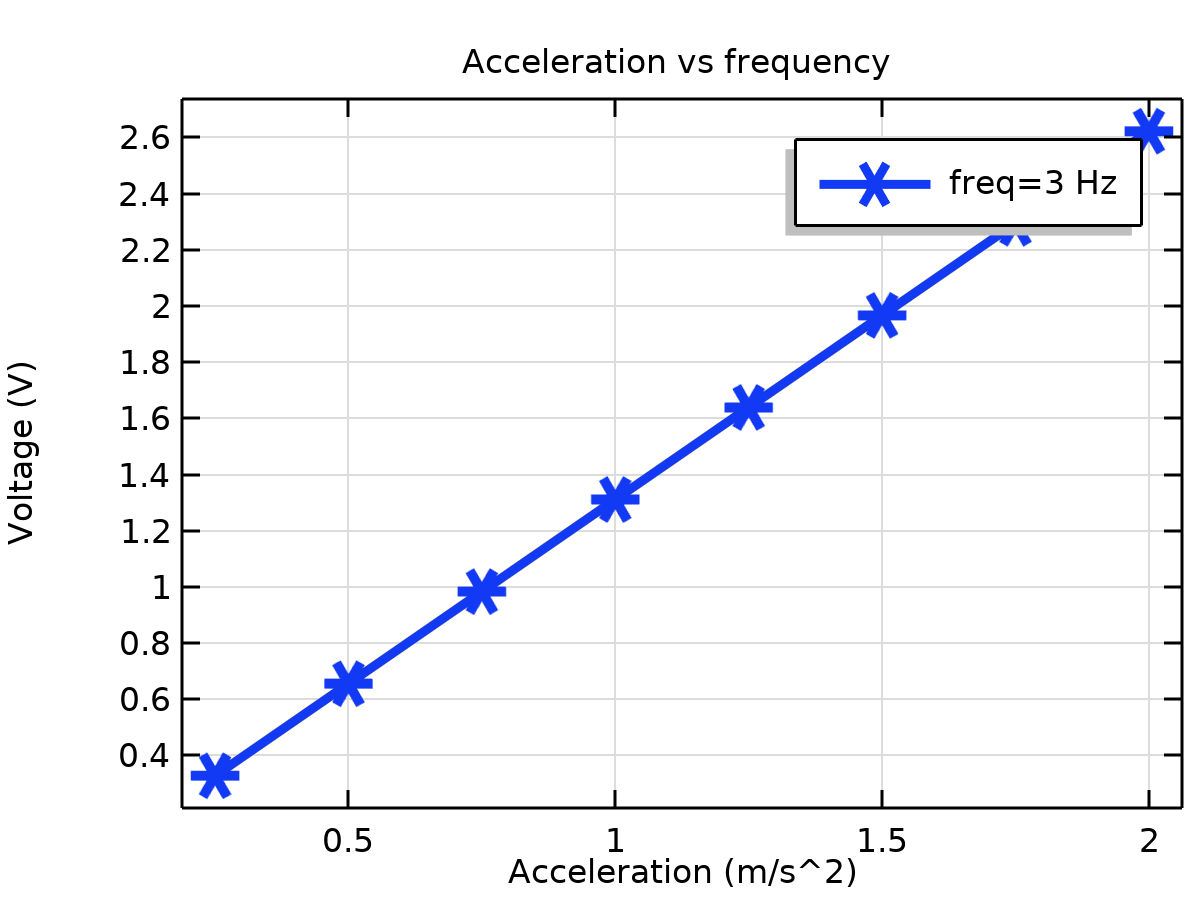 Acceleration vs frequency
2.6
2.4
2.2
2
1.8
1.6
1.4
1.2
1
0.8
0.6
0.4
Voltage (V)
freq=3 Hz
0.5 1 1.5 2
Acceleration (m/s^2)